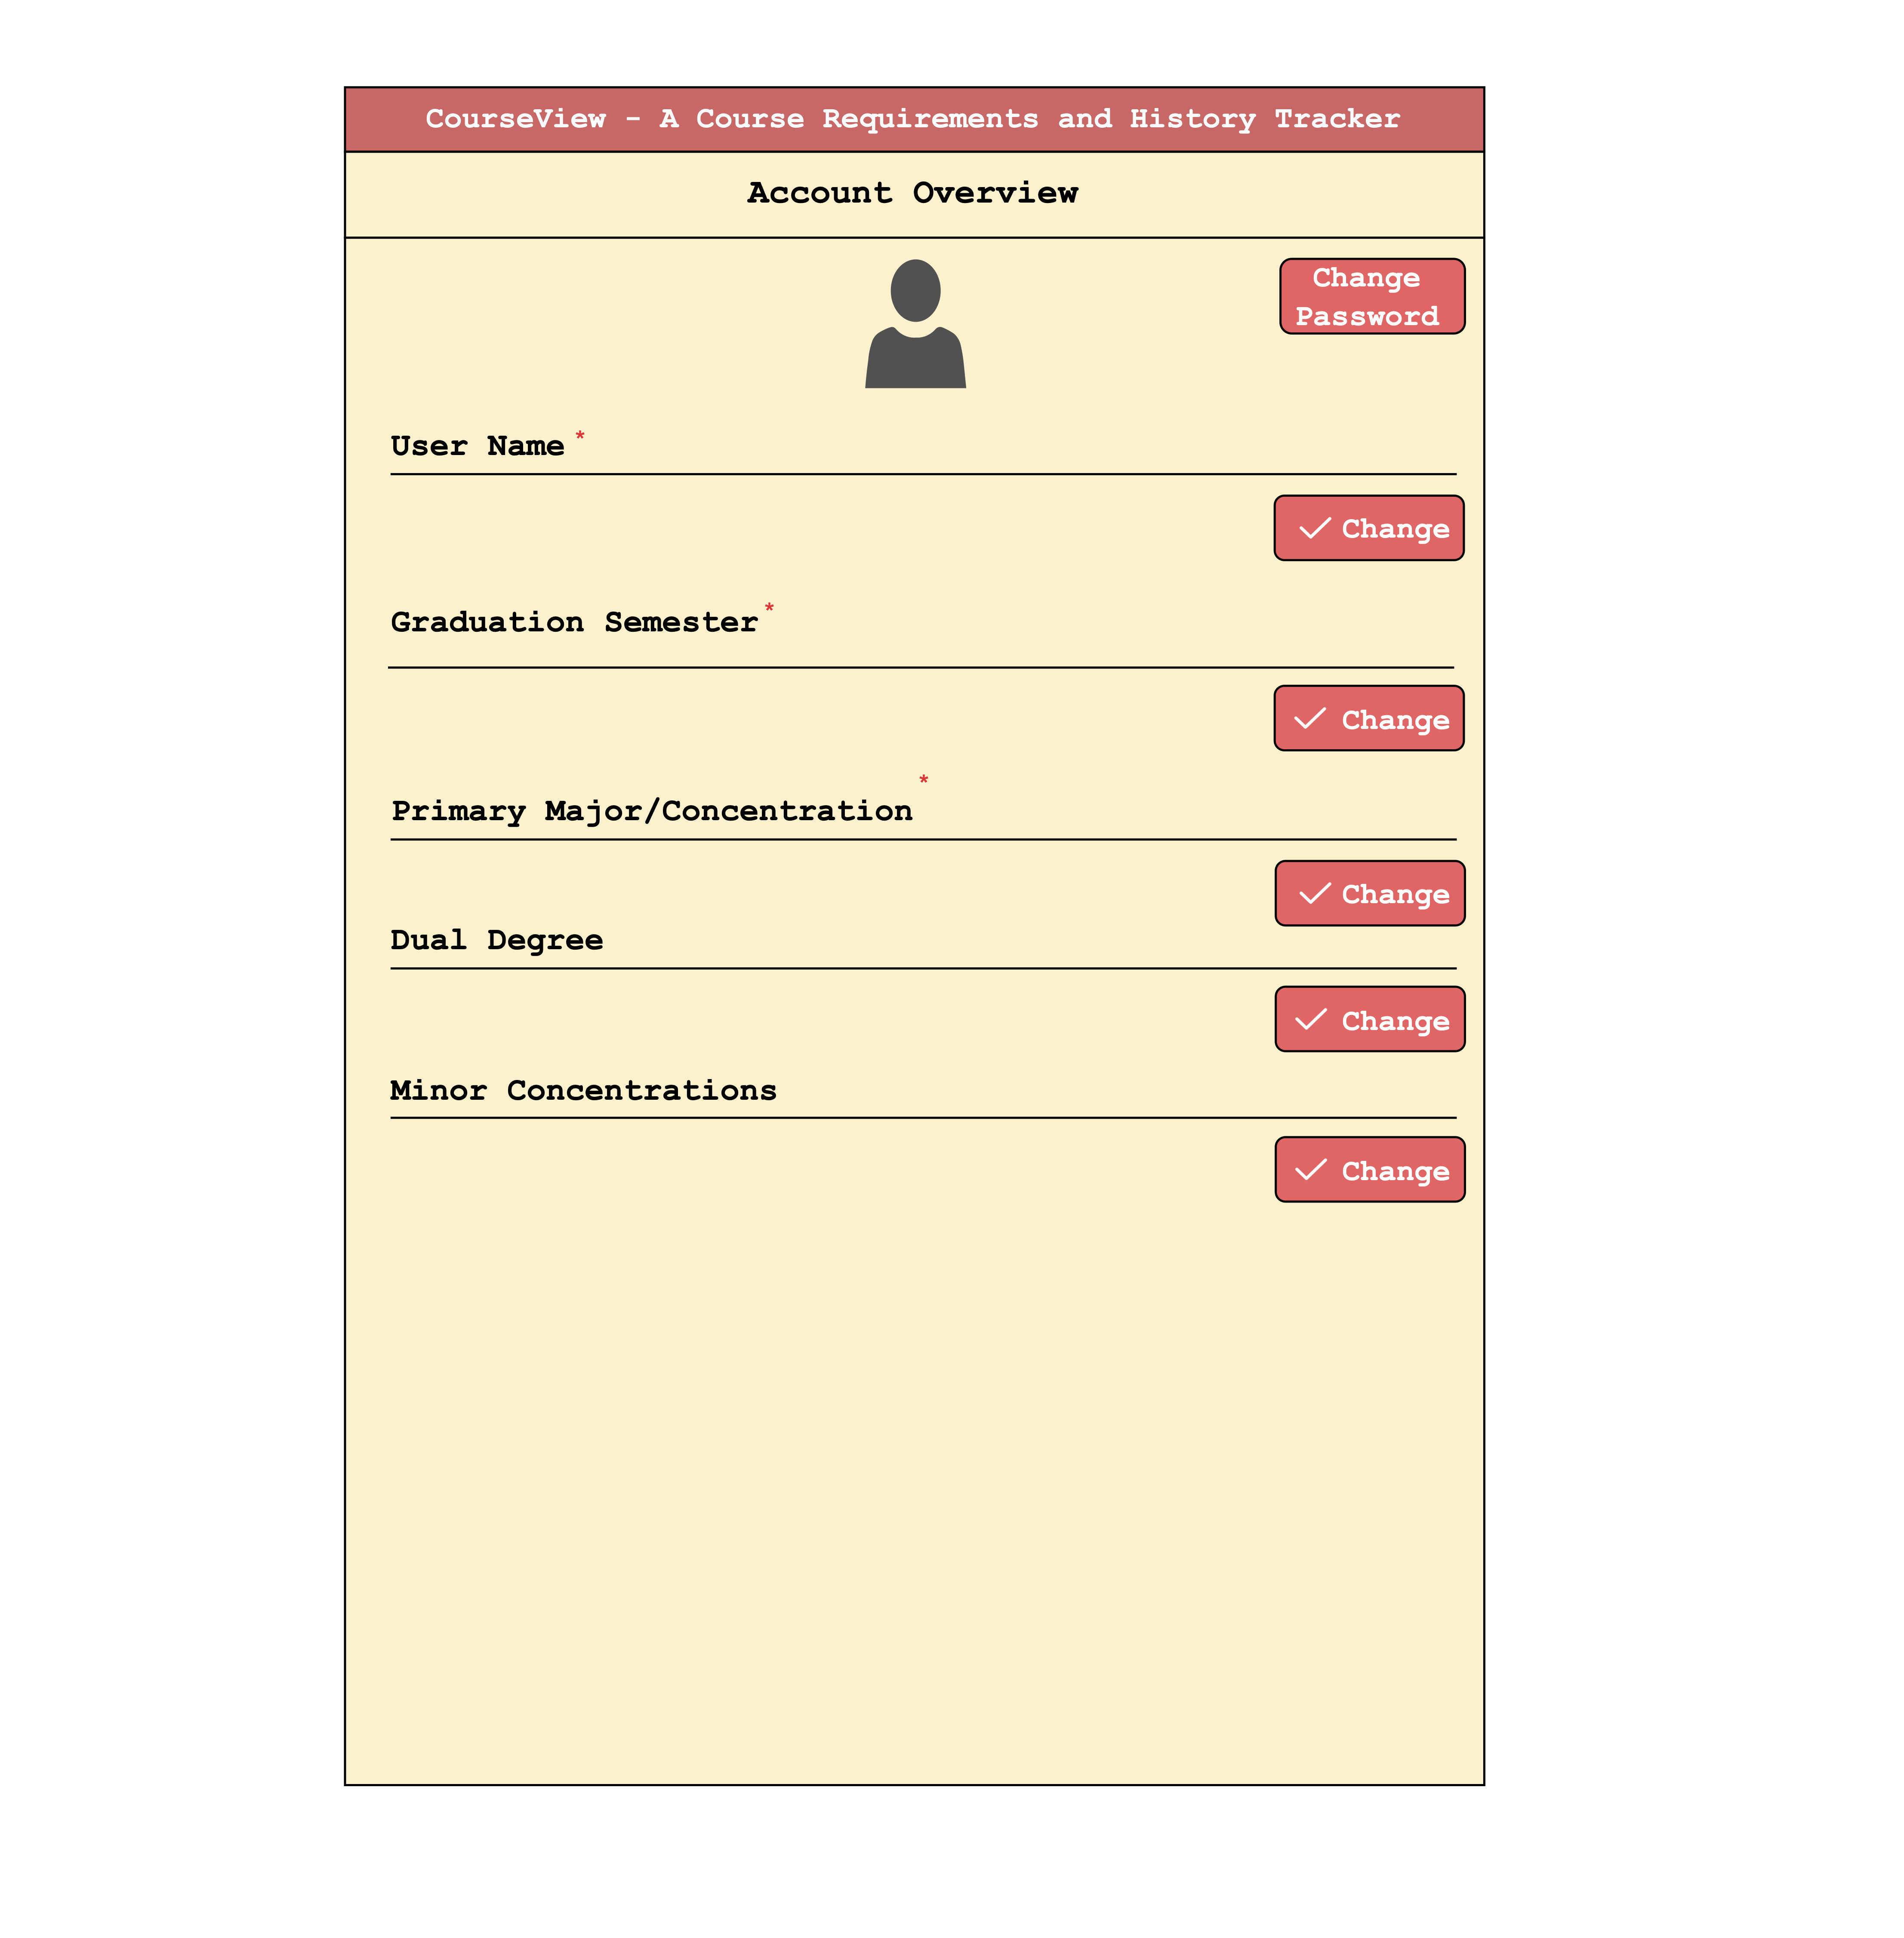 CourseView - A Course Requirements and History Tracker
Account Overview
Change
Password
User Name *
Change
Graduation Semester *
Change
Primary Major/Concentration *
Change
Dual Degree
Change
Minor Concentrations
Change